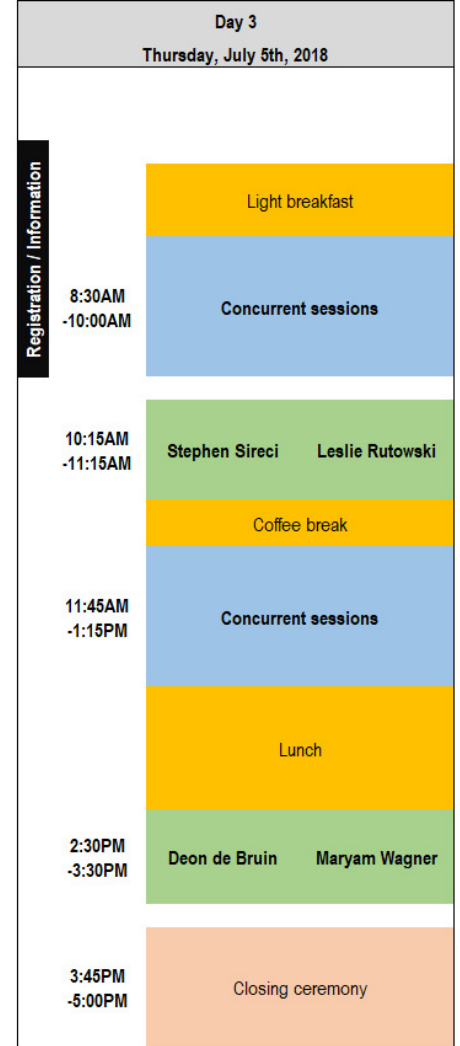 Day 3
Thursday, July 5th, 2018
Registration / Information
Light breakfast
8:30AM
-10:00AM
Concurrent sessions
10:15AM
-11:15AM
Stephen Sireci Leslie Rutowski
Coffee break
11:45AM
-1:15PM
Concurrent sessions
Lunch
2:30PM
-3:30PM
Deon de Bruin Maryam Wagner
3:45PM
-5:00PM
Closing ceremony